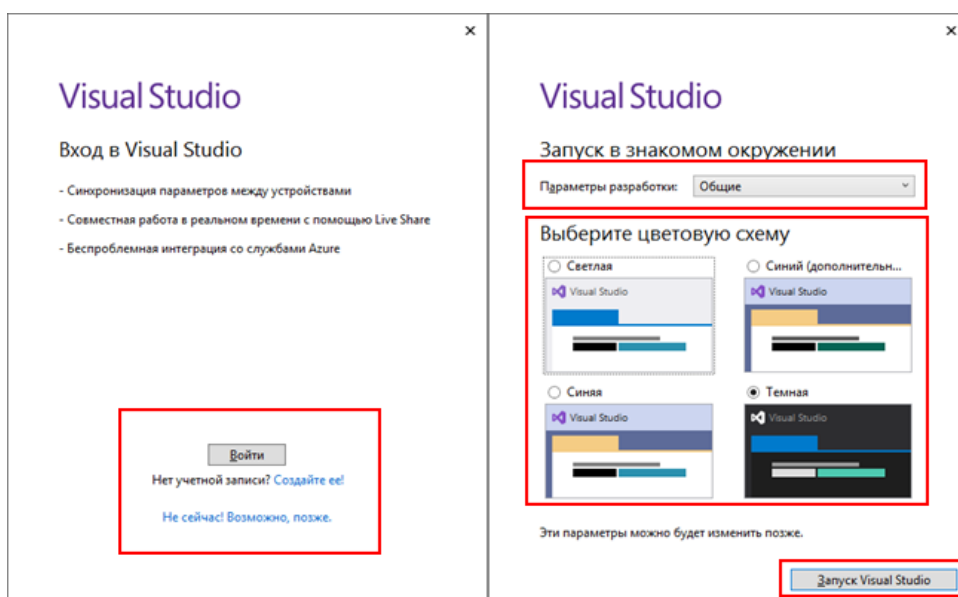 Visual Studio
Вход в Visual Studio
- Синхронизация параметров между устройствами
- Совместная работа в реальном времени с помощью Live Share
- Беспроблемная интеграция со службами Azure
Войти
Нет учетной записи? Создайте ее!
Не сейчас! Возможно, позже.
Visual Studio
Запуск в знакомом окружении
Параметры разработки: Общие
Выберите цветовую схему
Светлая
Visual Studio
Синий (дополнительн...
Visual Studio
Синяя
Visual Studio
Темная
Visual Studio
Эти параметры можно будет изменить позже.
Запуск Visual Studio